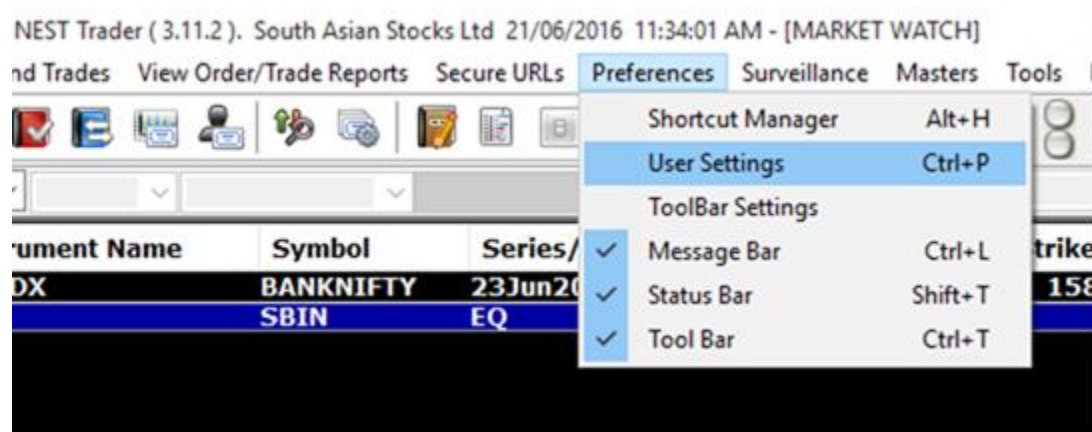 NEST Trader ( 3.11.2 ). South Asian Stocks Ltd 21/06/2016 11:34:01 AM - [MARKET WATCH]
nd Trades View Order/Trade Reports Secure URLs Preferences Surveillance Masters Tools
Shortcut Manager Alt+H
User Settings Ctrl+P
ToolBar Settings
ument Name Symbol Series/ Message Bar Ctrl+L trike
DX BANKNIFTY 23Jun20 Status Bar Shift+T 158
SBIN EQ Tool Bar Ctrl+T